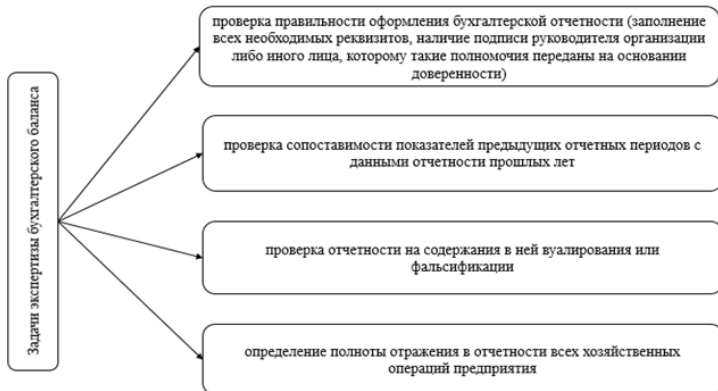 Задачи экспертизы бухгалтерского баланса
проверка правильности оформления бухгалтерской отчетности (заполнение
всех необходимых реквизитов, наличие подписи руководителя организации
либо иного лица, которому такие полномочия переданы на основании
доверенности)
проверка сопоставимости показателей предыдущих отчетных периодов с
данными отчетности прошлых лет
проверка отчетности на содержания в ней вуалирования или
фальсификации
определение полноты отражения в отчетности всех хозяйственных
операций предприятия